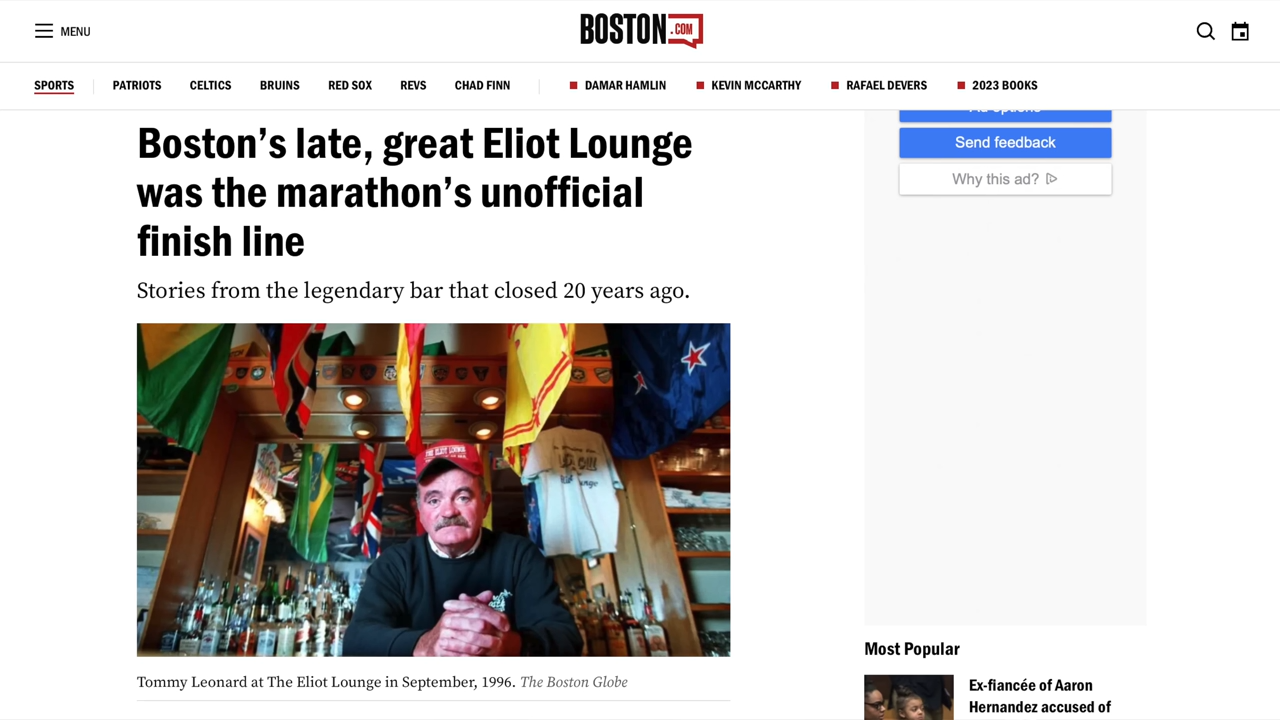 MENU
BOSTON
.COM
SPORTS
PATRIOTS
CELTICS
BRUINS
RED SOX
REVS
CHAD FINN
DAMAR HAMLIN
KEVIN MCCARTHY
RAFAEL DEVERS
2023 BOOKS
Boston’s late, great Eliot Lounge
was the marathon’s unofficial
finish line
Stories from the legendary bar that closed 20 years ago.
THE ELIOT LOUNGE
Tommy Leonard at The Eliot Lounge in September, 1996. The Boston Globe
Send feedback
Why this ad?
Most Popular
Ex-fiancée of Aaron
Hernandez accused of